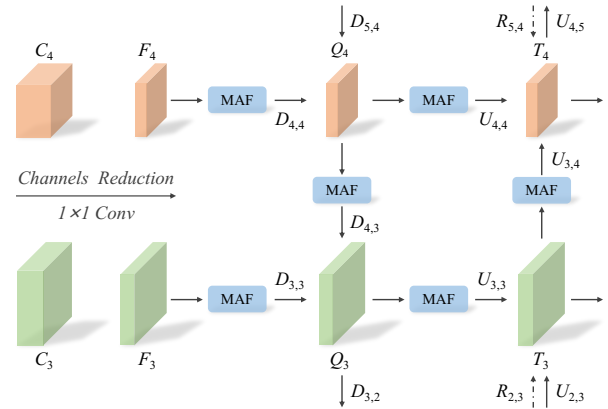 D5,4
R5,4
U4,5
C4
F4
Q4
T4
MAF
MAF
D4,4
U4,4
U3,4
Channels Reduction
MAF
MAF
1×1 Conv
D4,3
D3,3
U3,3
MAF
MAF
C3
F3
Q3
T3
D3,2
R2,3
U2,3